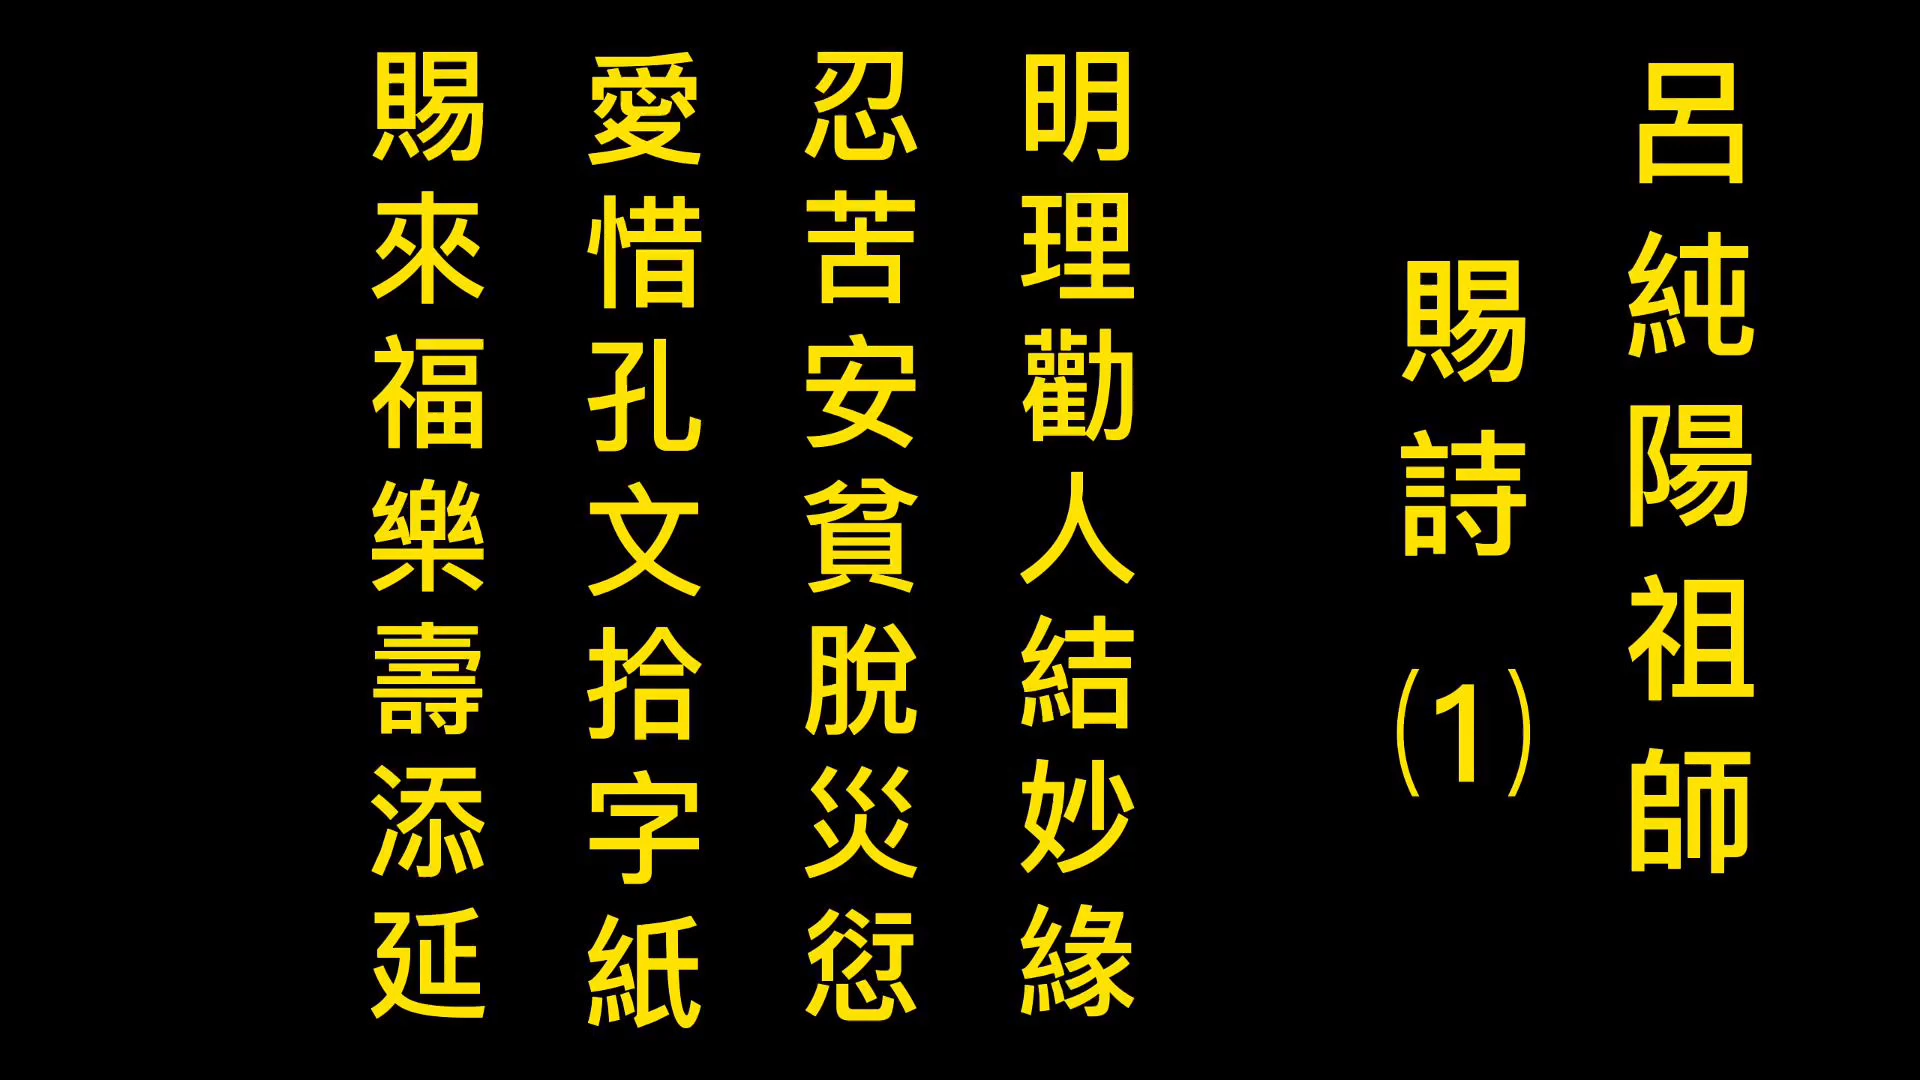 呂純陽祖師
賜詩(1)
明理勸人結妙緣
忍苦安貧脫災愆
愛惜孔文拾字紙
賜來福樂壽添延